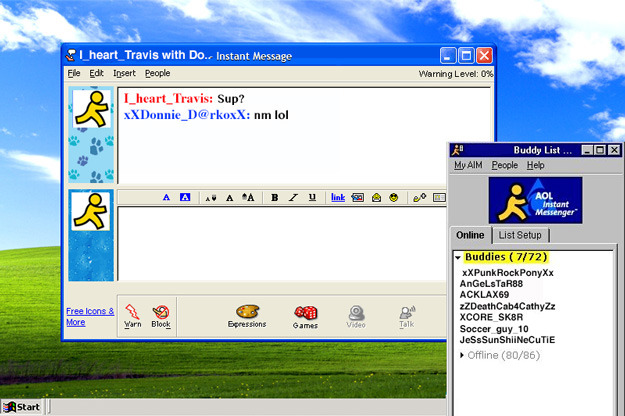 I_heart_Travis with Do.. - Instant Message
File Edit Insert People
Warning Level: 0%
I_heart_Travis: Sup?
xXDonnie_D@rkoxX: nm lol
A A A▼ A ▲A B I U link
Free Icons &
More
Warn Block Expressions Games Video Talk
Buddy List ...
My AIM People Help
AOL
Instant
Messenger™
Online List Setup
Buddies (7/72)
xXPunkRockPonyXx
AnGeLsTaR88
ACKLAX69
zZDeathCab4CathyZz
XCORE_SK8R
Soccer_guy_10
JeSsSunShiiNeCuTiE
Offline (80/86)
Start